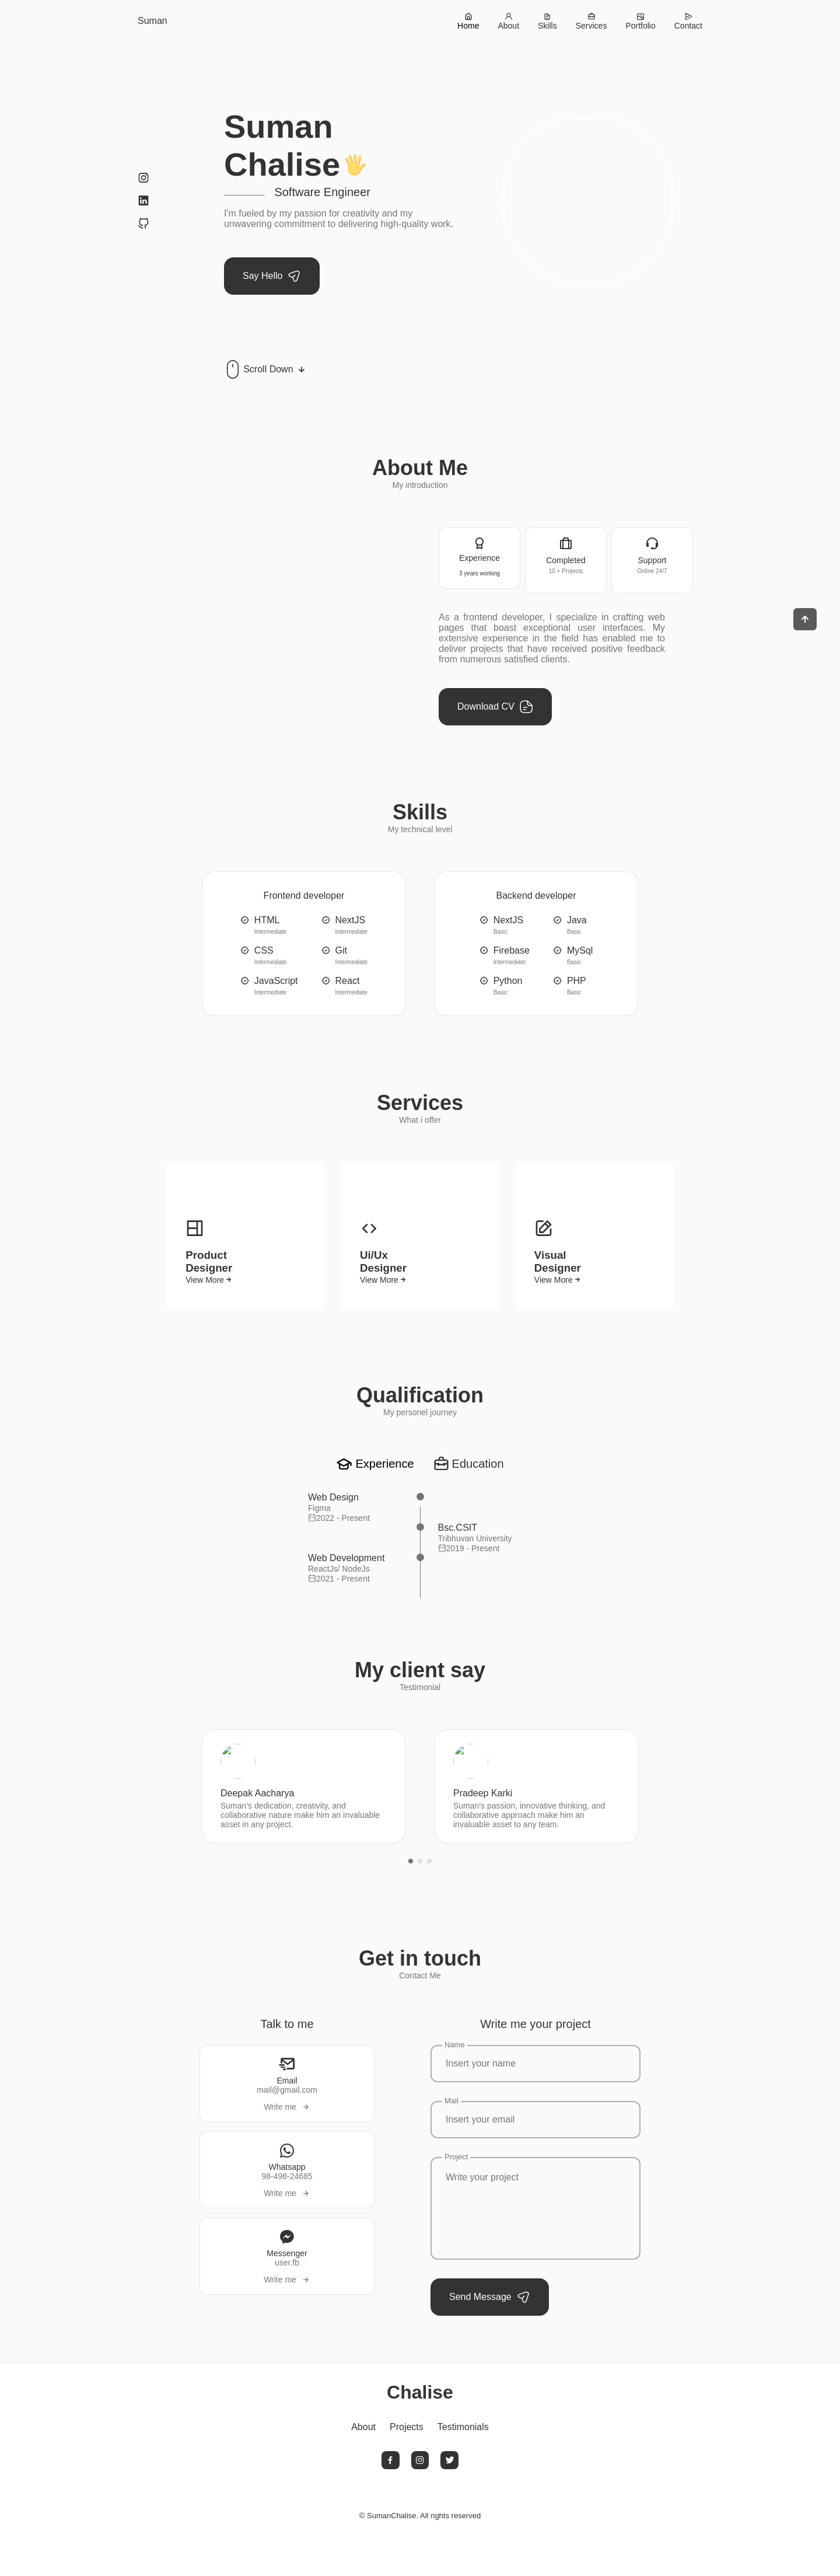 Suman
Home About Skills Services Portfolio Contact
Suman
Chalise
Software Engineer
I'm fueled by my passion for creativity and my
unwavering commitment to delivering high-quality work.
Say Hello
Scroll Down
About Me
My introduction
Experience
3 years working
Completed
10 + Projects
Support
Online 24/7
As a frontend developer, I specialize in crafting web
pages that boast exceptional user interfaces. My
extensive experience in the field has enabled me to
deliver projects that have received positive feedback
from numerous satisfied clients.
Download CV
Skills
My technical level
Frontend developer
HTML
Intermediate
CSS
Intermediate
JavaScript
Intermediate
NextJS
Intermediate
Git
Intermediate
React
Intermediate
Backend developer
NextJS
Basic
Firebase
Intermediate
Python
Basic
Java
Basic
MySql
Basic
PHP
Basic
Services
What i offer
Product
Designer
View More
Ui/Ux
Designer
View More
Visual
Designer
View More
Qualification
My personel journey
Experience Education
Web Design
Figma
2022 - Present
Bsc.CSIT
Tribhuvan University
2019 - Present
Web Development
ReactJs/ NodeJs
2021 - Present
My client say
Testimonial
Deepak Aacharya
Suman's dedication, creativity, and
collaborative nature make him an invaluable
asset in any project.
Pradeep Karki
Suman's passion, innovative thinking, and
collaborative approach make him an
invaluable asset to any team.
Get in touch
Contact Me
Talk to me
Email
mail@gmail.com
Write me
Whatsapp
98-498-24685
Write me
Messenger
user.fb
Write me
Write me your project
Name
Insert your name
Mail
Insert your email
Project
Write your project
Send Message
Chalise
About Projects Testimonials
© SumanChalise. All rights reserved